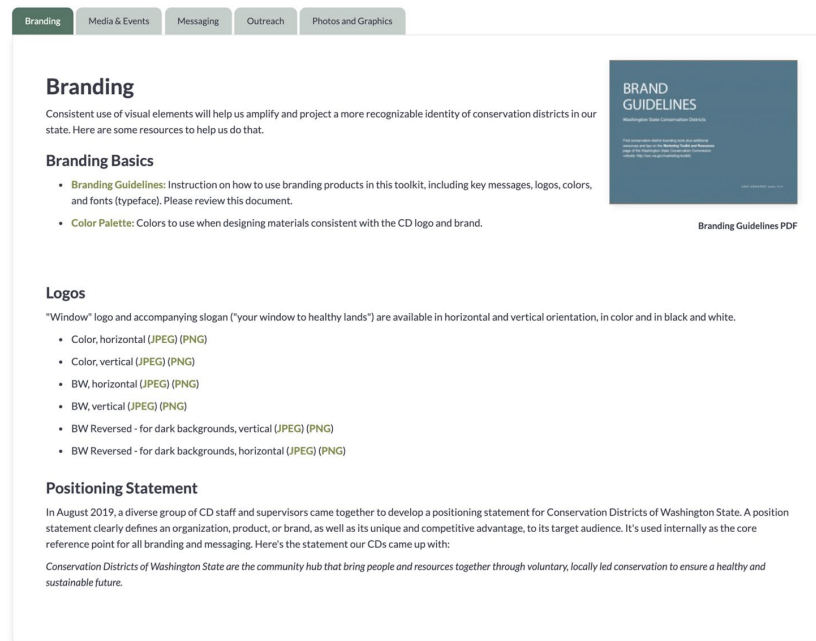 Branding
Media & Events
Messaging
Outreach
Photos and Graphics
Branding
Consistent use of visual elements will help us amplify and project a more recognizable identity of conservation districts in our
state. Here are some resources to help us do that.
Branding Basics
• Branding Guidelines: Instruction on how to use branding products in this toolkit, including key messages, logos, colors,
and fonts (typeface). Please review this document.
• Color Palette: Colors to use when designing materials consistent with the CD logo and brand.
BRAND
GUIDELINES
Washington State Conservation Districts
Branding Guidelines PDF
Logos
"Window" logo and accompanying slogan ("your window to healthy lands") are available in horizontal and vertical orientation, in color and in black and white.
• Color, horizontal (JPEG) (PNG)
• Color, vertical (JPEG) (PNG)
• BW, horizontal (JPEG) (PNG)
• BW, vertical (JPEG) (PNG)
• BW Reversed - for dark backgrounds, vertical (JPEG) (PNG)
• BW Reversed - for dark backgrounds, horizontal (JPEG) (PNG)
Positioning Statement
In August 2019, a diverse group of CD staff and supervisors came together to develop a positioning statement for Conservation Districts of Washington State. A position
statement clearly defines an organization, product, or brand, as well as its unique and competitive advantage, to its target audience. It's used internally as the core
reference point for all branding and messaging. Here's the statement our CDs came up with:
Conservation Districts of Washington State are the community hub that bring people and resources together through voluntary, locally led conservation to ensure a healthy and
sustainable future.